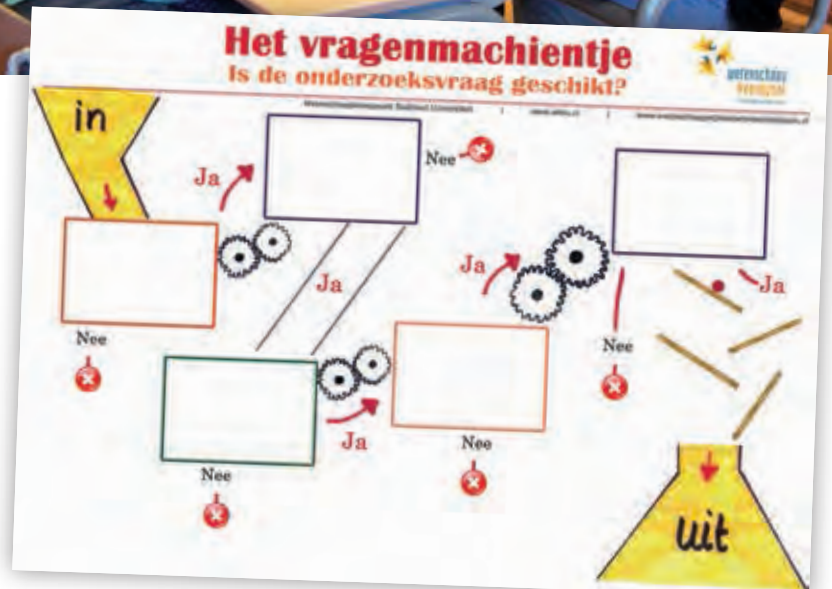 Het vragenmachientje
Is de onderzoeksvraag geschikt?
in
Ja
Nee
Nee
Ja
Ja
Nee
Ja
Nee
Nee
Ja
uit